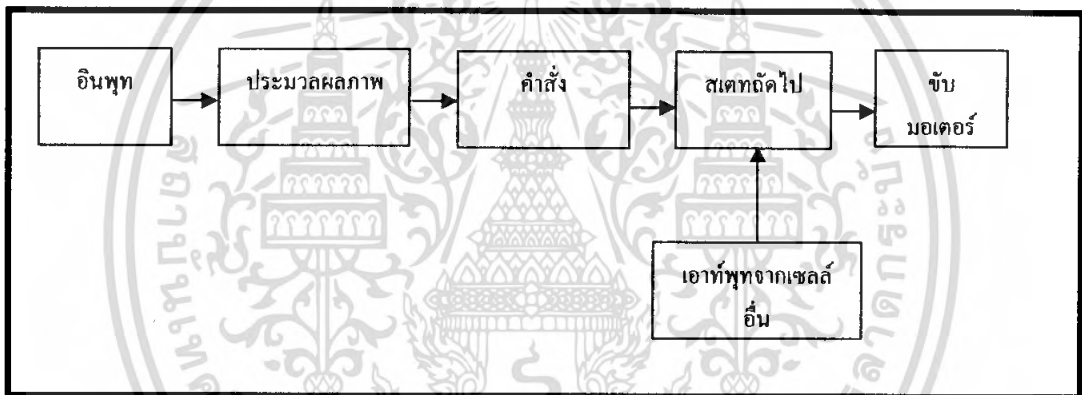 อินพุท
ประมวลผลภาพ
คำสั่ง
สเตทถัดไป
ขับ
มอเตอร์
เอาท์พุทจากเซลล์
อื่น